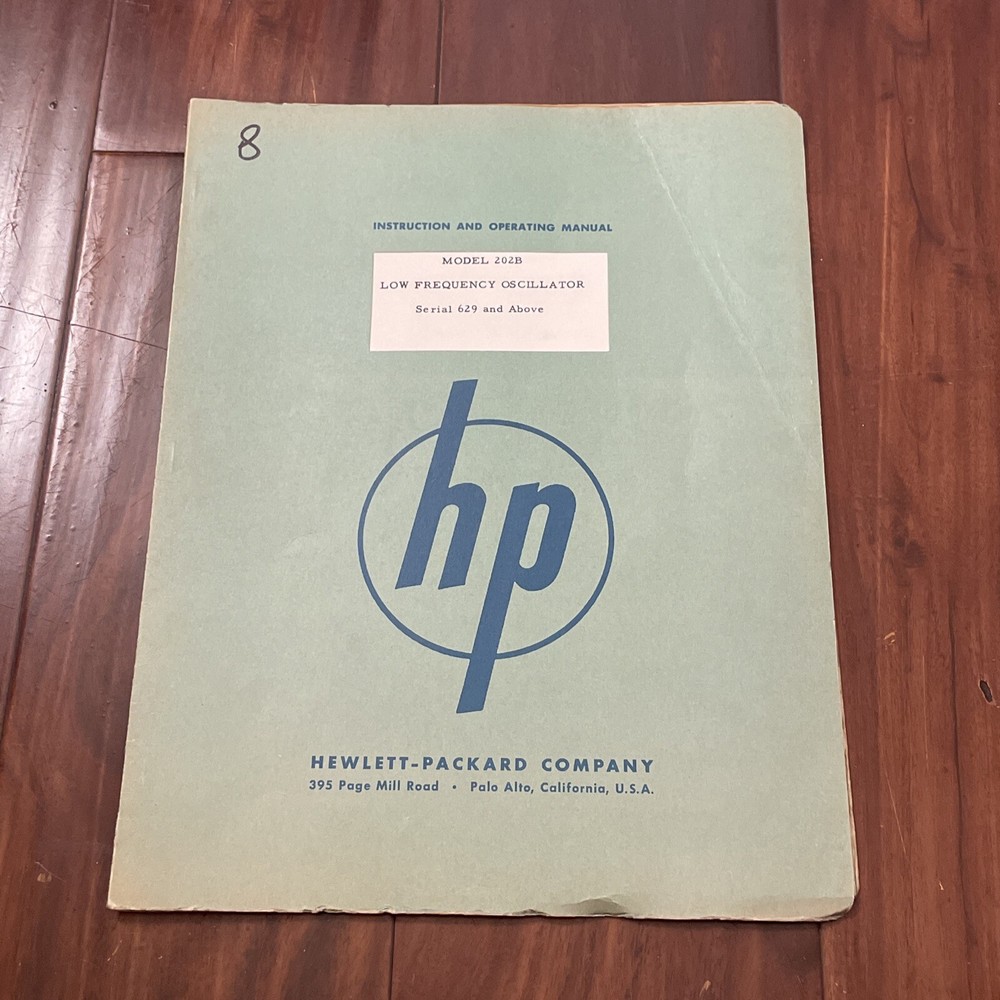 8
INSTRUCTION AND OPERATING MANUAL
MODEL 202B
LOW FREQUENCY OSCILLATOR
Serial 629 and Above
hp
HEWLETT-PACKARD COMPANY
395 Page Mill Road • Palo Alto, California, U.S.A.